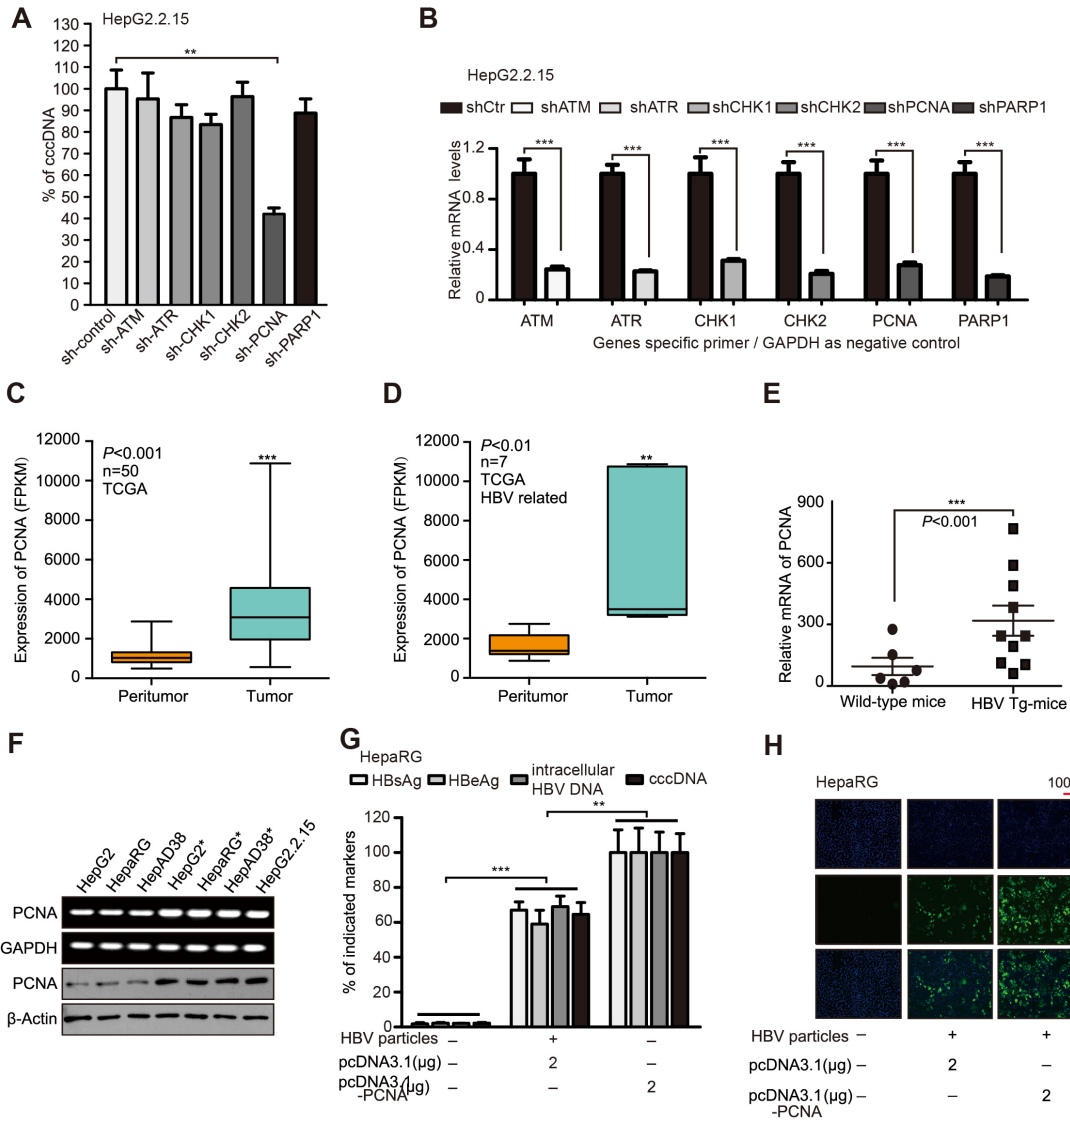 A
HepG2.2.15
% of cccDNA
130
120
110
100
90
80
70
60
50
40
30
20
10
0
**
sh-control
sh-ATM
sh-ATR
sh-CHK1
sh-CHK2
sh-PCNA
sh-PARP1
B
HepG2.2.15
shCtr shATM shATR shCHK1 shCHK2 shPCNA shPARP1
Relative mRNA levels
1.2
0.8
0.4
0
*** *** *** *** *** ***
ATM ATR CHK1 CHK2 PCNA PARP1
Genes specific primer / GAPDH as negative control
C
Expression of PCNA (FPKM)
12000
10000
8000
6000
4000
2000
0
P<0.001
n=50
TCGA
***
Peritumor Tumor
D
Expression of PCNA (FPKM)
12000
10000
8000
6000
4000
2000
0
P<0.01
n=7
TCGA
HBV related
**
Peritumor Tumor
E
Relative mRNA of PCNA
900
600
300
0
***
P<0.001
Wild-type mice HBV Tg-mice
F
HepG2
HepaRG
HepAD38
HepG2*
HepaRG*
HepAD38*
HepG2.2.15
PCNA
GAPDH
PCNA
β-Actin
G
HepaRG
HBsAg HBeAg intracellular HBV DNA cccDNA
% of indicated markers
120
100
80
60
40
20
0
***
**
HBV particles – + –
pcDNA3.1(μg) – 2 –
pcDNA3.1(μg) – – 2
-PCNA
H
HepaRG 100
HBV particles – + +
pcDNA3.1(μg) – 2 –
pcDNA3.1(μg) – – 2
-PCNA